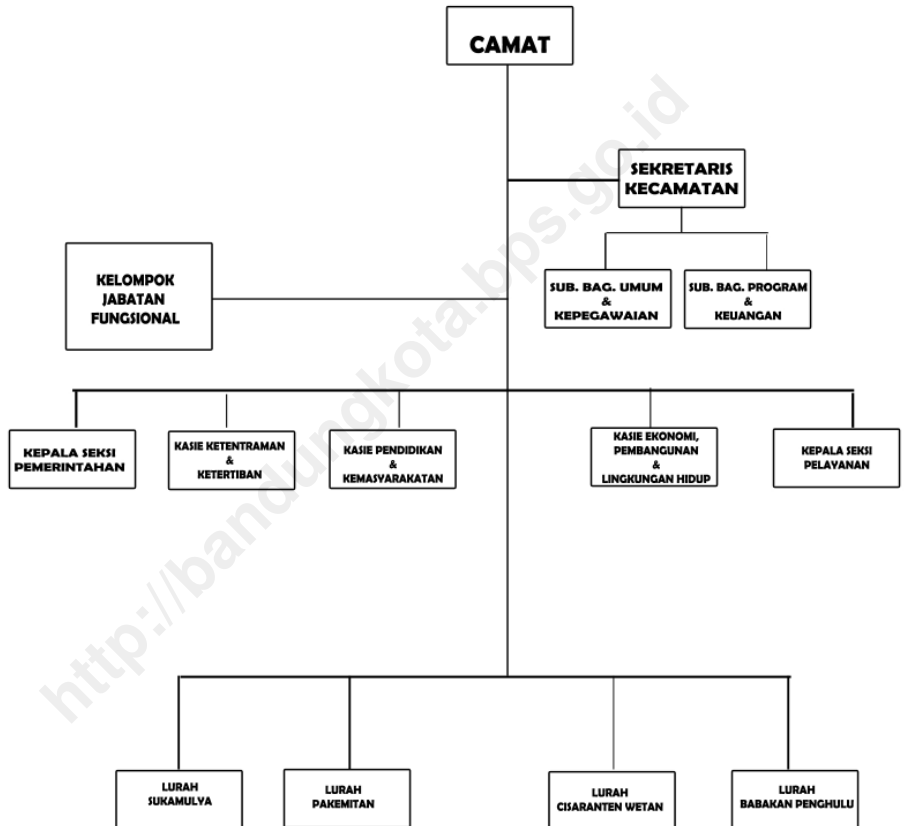 CAMAT
SEKRETARIS
KECAMATAN
KELOMPOK
JABATAN
FUNGSIONAL
SUB. BAG. UMUM
&
KEPEGAWAIAN
SUB. BAG. PROGRAM
&
KEUANGAN
KEPALA SEKSI
PEMERINTAHAN
KASIE KETENTRAMAN
&
KETERTIBAN
KASIE PENDIDIKAN
&
KEMASYARAKATAN
KASIE EKONOMI,
PEMBANGUNAN
&
LINGKUNGAN HIDUP
KEPALA SEKSI
PELAYANAN
LURAH
SUKAMULYA
LURAH
PAKEMITAN
LURAH
CISARANTEN WETAN
LURAH
BABAKAN PENGHULU
http://bandungkota.bps.go.id